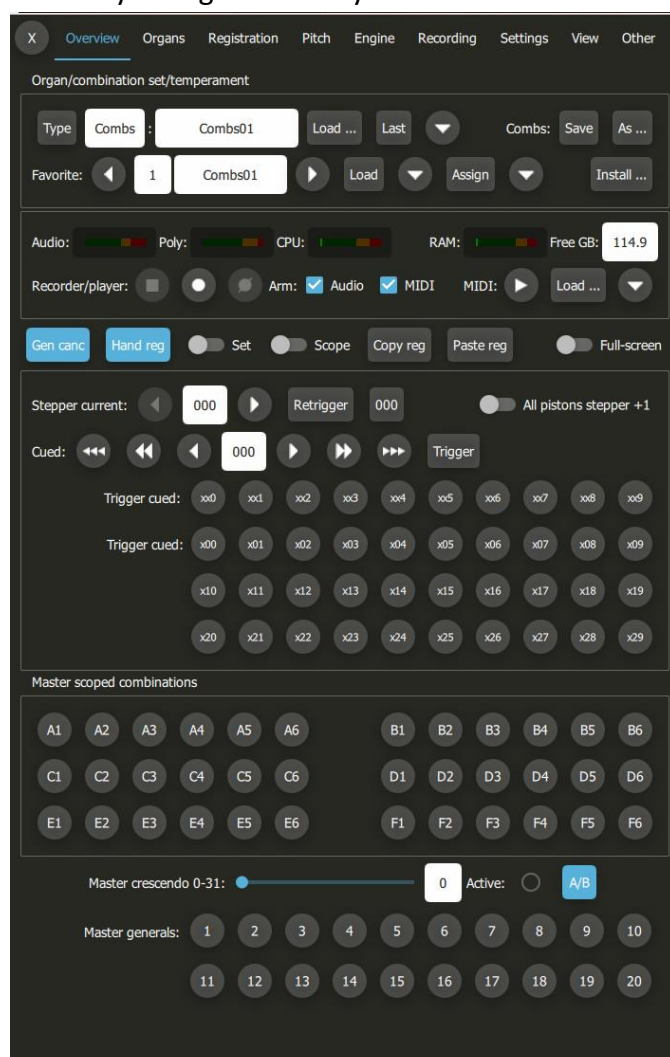 X Overview Organs Registration Pitch Engine Recording Settings View Other
Organ/combination set/temperament
Type Combs : Combs01 Load ... Last Combs: Save As ...
Favorite: 1 Combs01 Load Assign Install ...
Audio: Poly: CPU: RAM: Free GB: 114.9
Recorder/player: Arm: Audio MIDI MIDI: Load ...
Gen canc Hand reg Set Scope Copy reg Paste reg Full-screen
Stepper current: 000 Retrigger 000 All pistons stepper +1
Cued: 000 Trigger
Trigger cued: xx0 xx1 xx2 xx3 xx4 xx5 xx6 xx7 xx8 xx9
Trigger cued: x00 x01 x02 x03 x04 x05 x06 x07 x08 x09
x10 x11 x12 x13 x14 x15 x16 x17 x18 x19
x20 x21 x22 x23 x24 x25 x26 x27 x28 x29
Master scoped combinations
A1 A2 A3 A4 A5 A6 B1 B2 B3 B4 B5 B6
C1 C2 C3 C4 C5 C6 D1 D2 D3 D4 D5 D6
E1 E2 E3 E4 E5 E6 F1 F2 F3 F4 F5 F6
Master crescendo 0-31: 0 Active: A/B
Master generals: 1 2 3 4 5 6 7 8 9 10
11 12 13 14 15 16 17 18 19 20